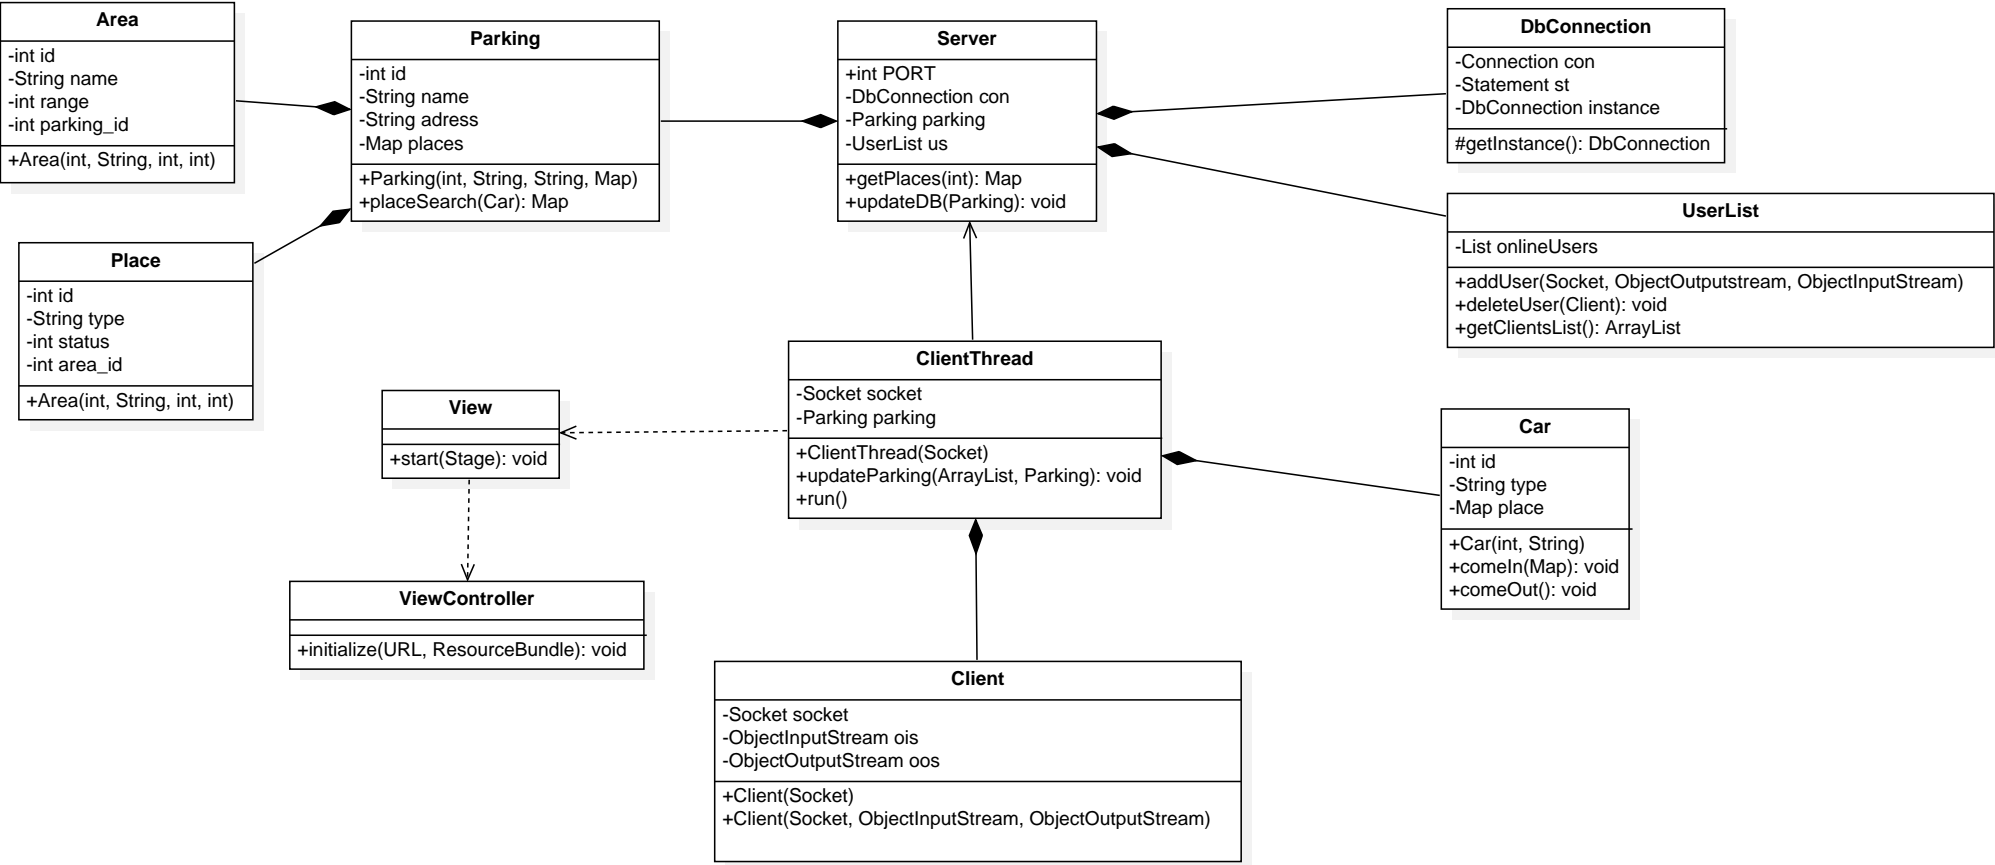 Area
-int id
-String name
-int range
-int parking_id
+Area(int, String, int, int)
Parking
-int id
-String name
-String adress
-Map places
+Parking(int, String, String, Map)
+placeSearch(Car): Map
Server
+int PORT
-DbConnection con
-Parking parking
-UserList us
+getPlaces(int): Map
+updateDB(Parking): void
DbConnection
-Connection con
-Statement st
-DbConnection instance
#getInstance(): DbConnection
UserList
-List onlineUsers
+addUser(Socket, ObjectOutputstream, ObjectInputStream)
+deleteUser(Client): void
+getClientsList(): ArrayList
Place
-int id
-String type
-int status
-int area_id
+Area(int, String, int, int)
View
+start(Stage): void
ClientThread
-Socket socket
-Parking parking
+ClientThread(Socket)
+updateParking(ArrayList, Parking): void
+run()
Car
-int id
-String type
-Map place
+Car(int, String)
+comeIn(Map): void
+comeOut(): void
ViewController
+initialize(URL, ResourceBundle): void
Client
-Socket socket
-ObjectInputStream ois
-ObjectOutputStream oos
+Client(Socket)
+Client(Socket, ObjectInputStream, ObjectOutputStream)